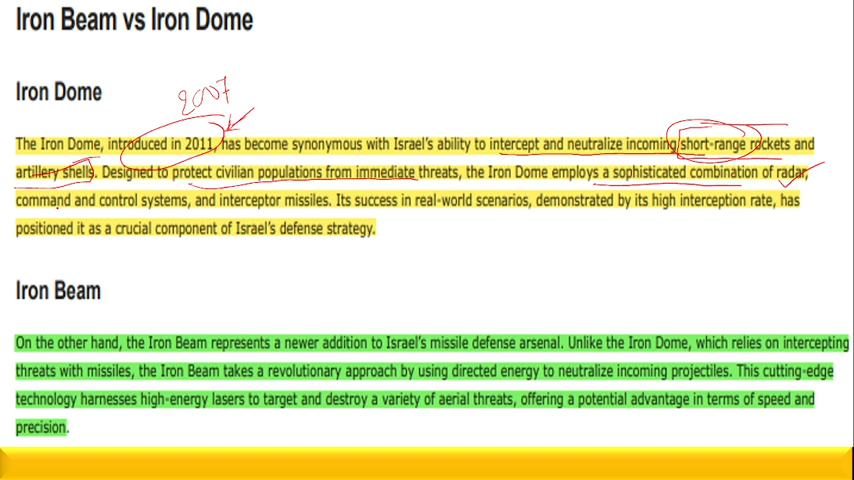 Iron Beam vs Iron Dome
Iron Dome
2007
The Iron Dome, introduced in 2011, has become synonymous with Israel's ability to intercept and neutralize incoming short-range rockets and
artillery shells. Designed to protect civilian populations from immediate threats, the Iron Dome employs a sophisticated combination of radar,
command and control systems, and interceptor missiles. Its success in real-world scenarios, demonstrated by its high interception rate, has
positioned it as a crucial component of Israel's defense strategy.
Iron Beam
On the other hand, the Iron Beam represents a newer addition to Israel's missile defense arsenal. Unlike the Iron Dome, which relies on intercepting
threats with missiles, the Iron Beam takes a revolutionary approach by using directed energy to neutralize incoming projectiles. This cutting-edge
technology harnesses high-energy lasers to target and destroy a variety of aerial threats, offering a potential advantage in terms of speed and
precision.